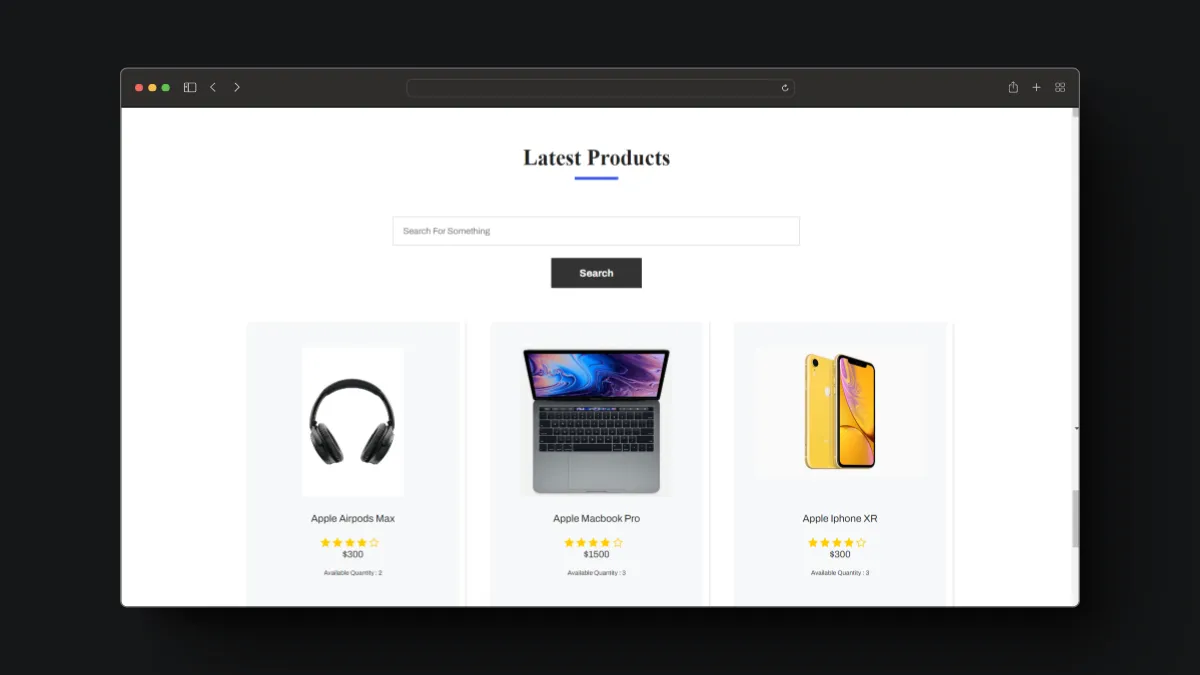 Latest Products
Search For Something
Search
Apple Airpods Max
$300
Available Quantity : 2
Apple Macbook Pro
$1500
Available Quantity : 3
Apple Iphone XR
$300
Available Quantity : 3